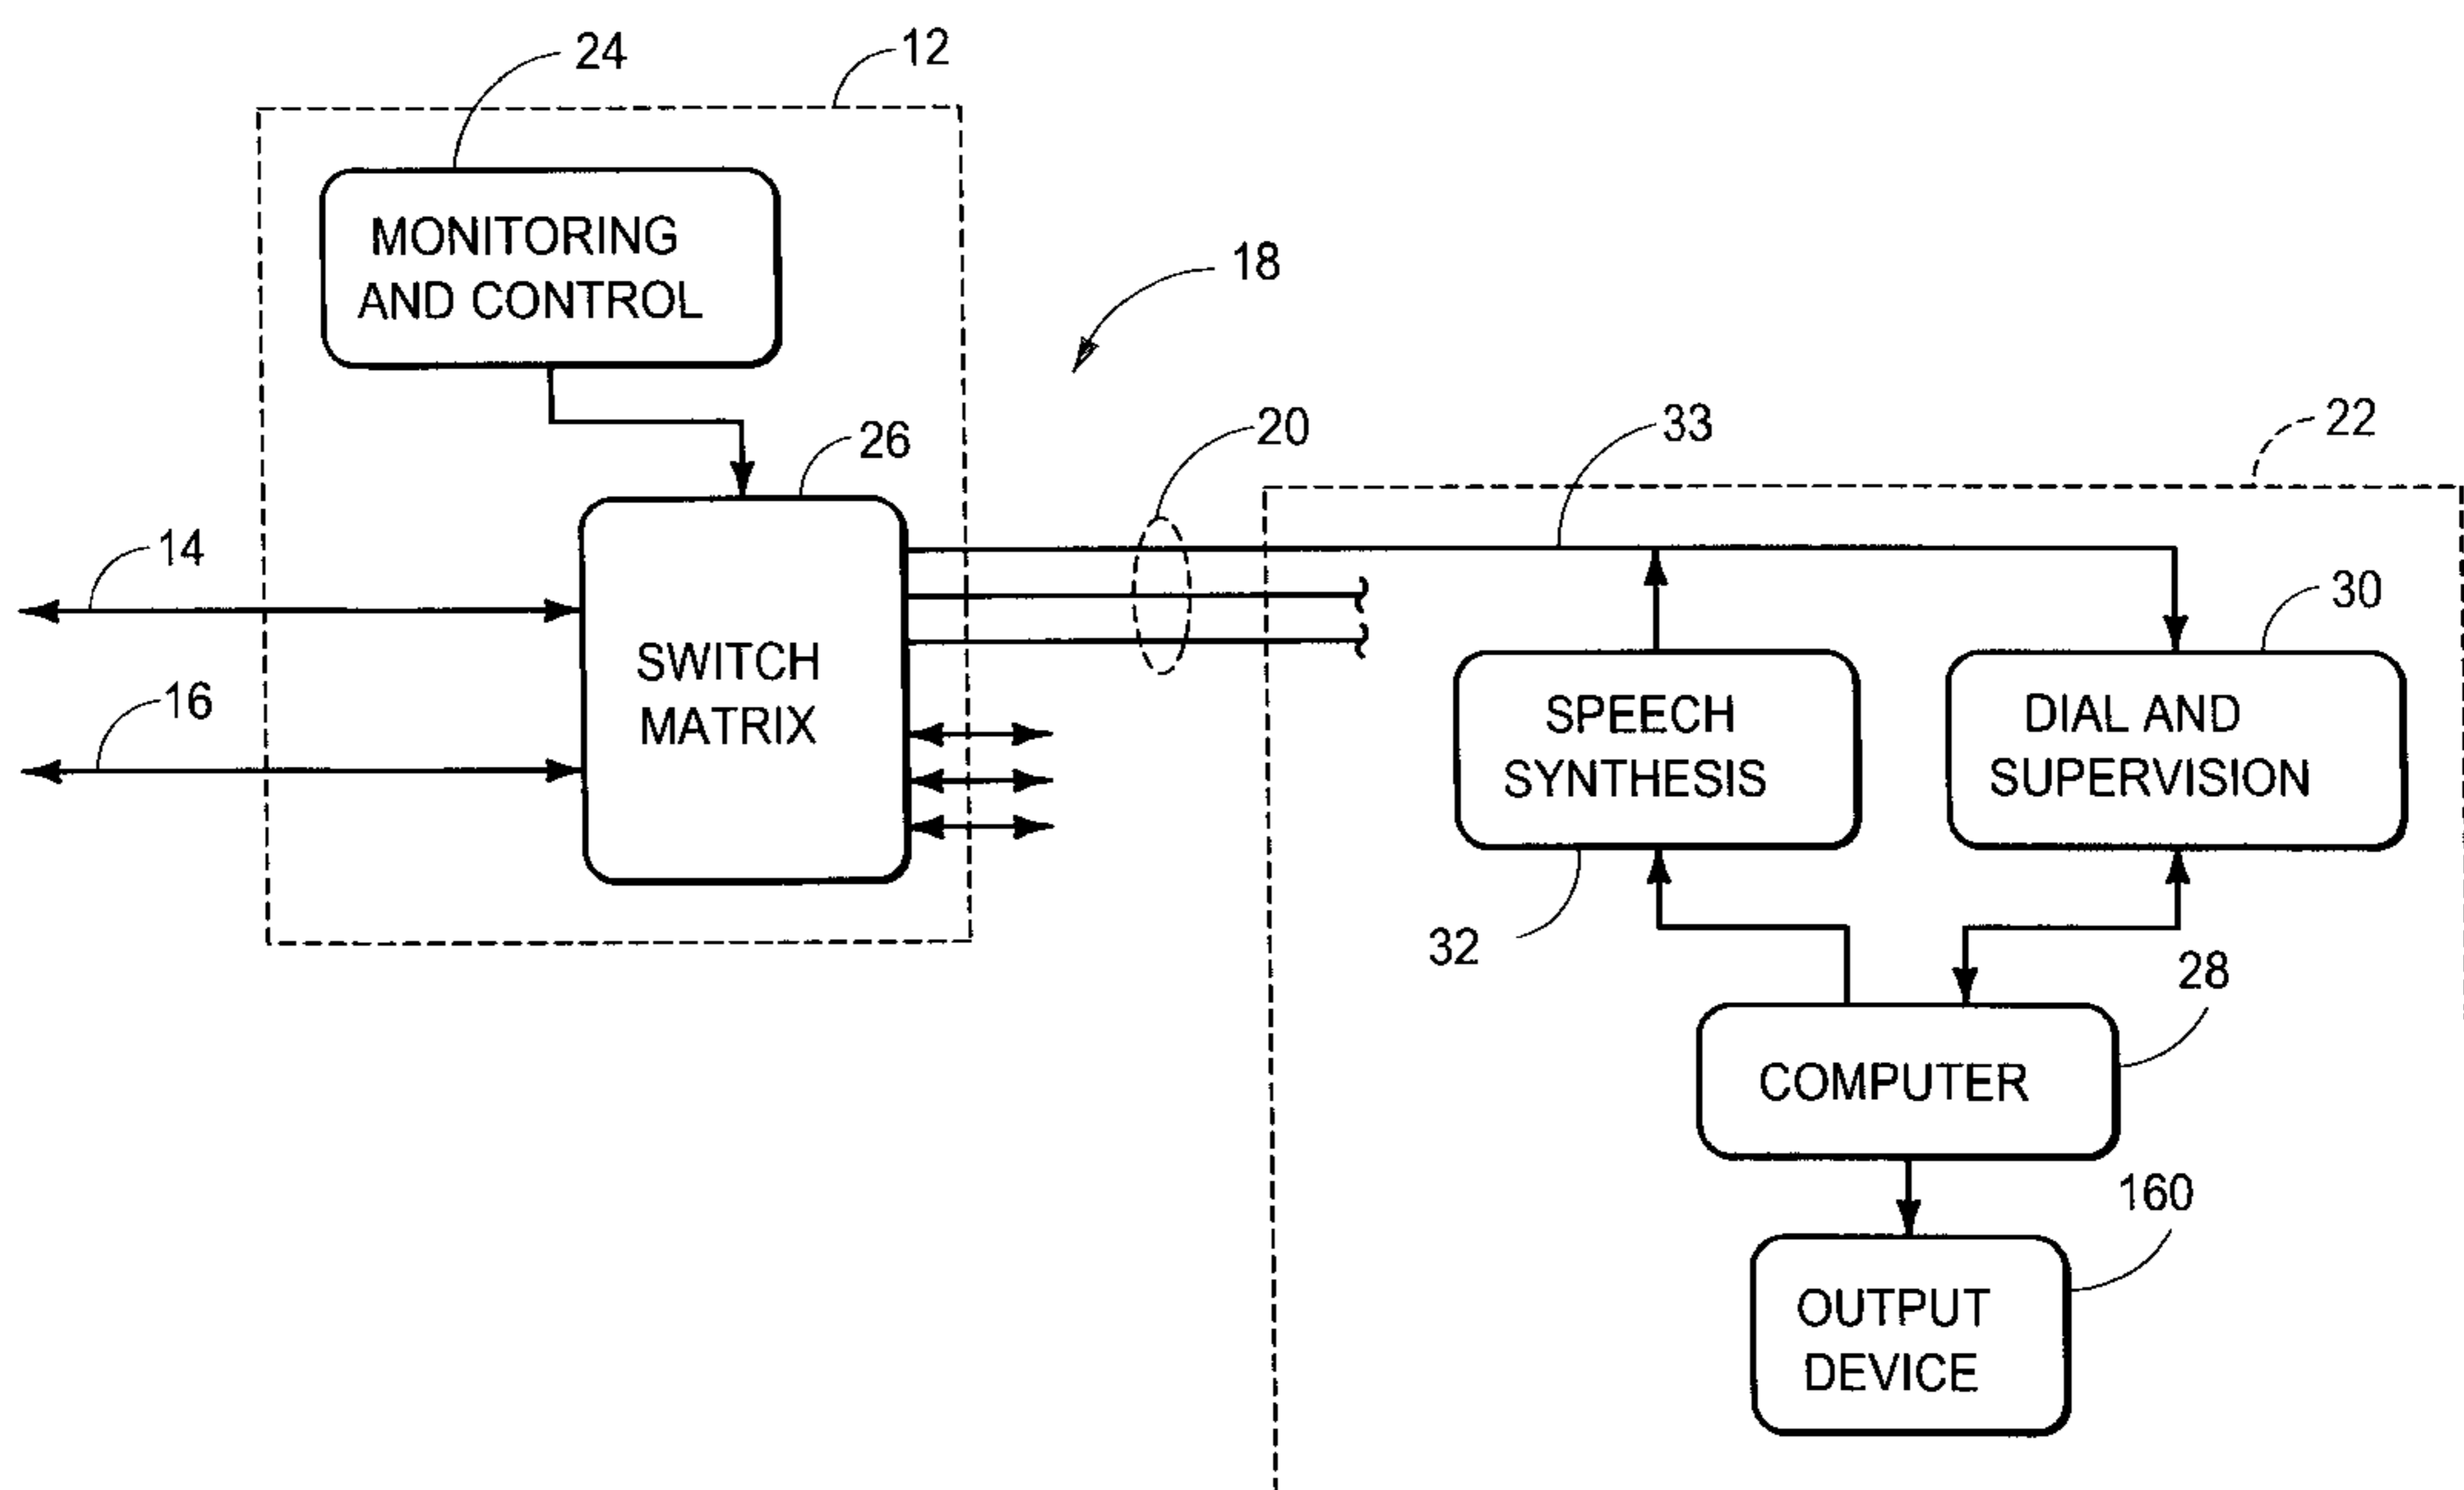 24
12
MONITORING
AND CONTROL
18
26
20
33
22
14
30
16
SWITCH
MATRIX
SPEECH
SYNTHESIS
DIAL AND
SUPERVISION
32
28
COMPUTER
160
OUTPUT
DEVICE